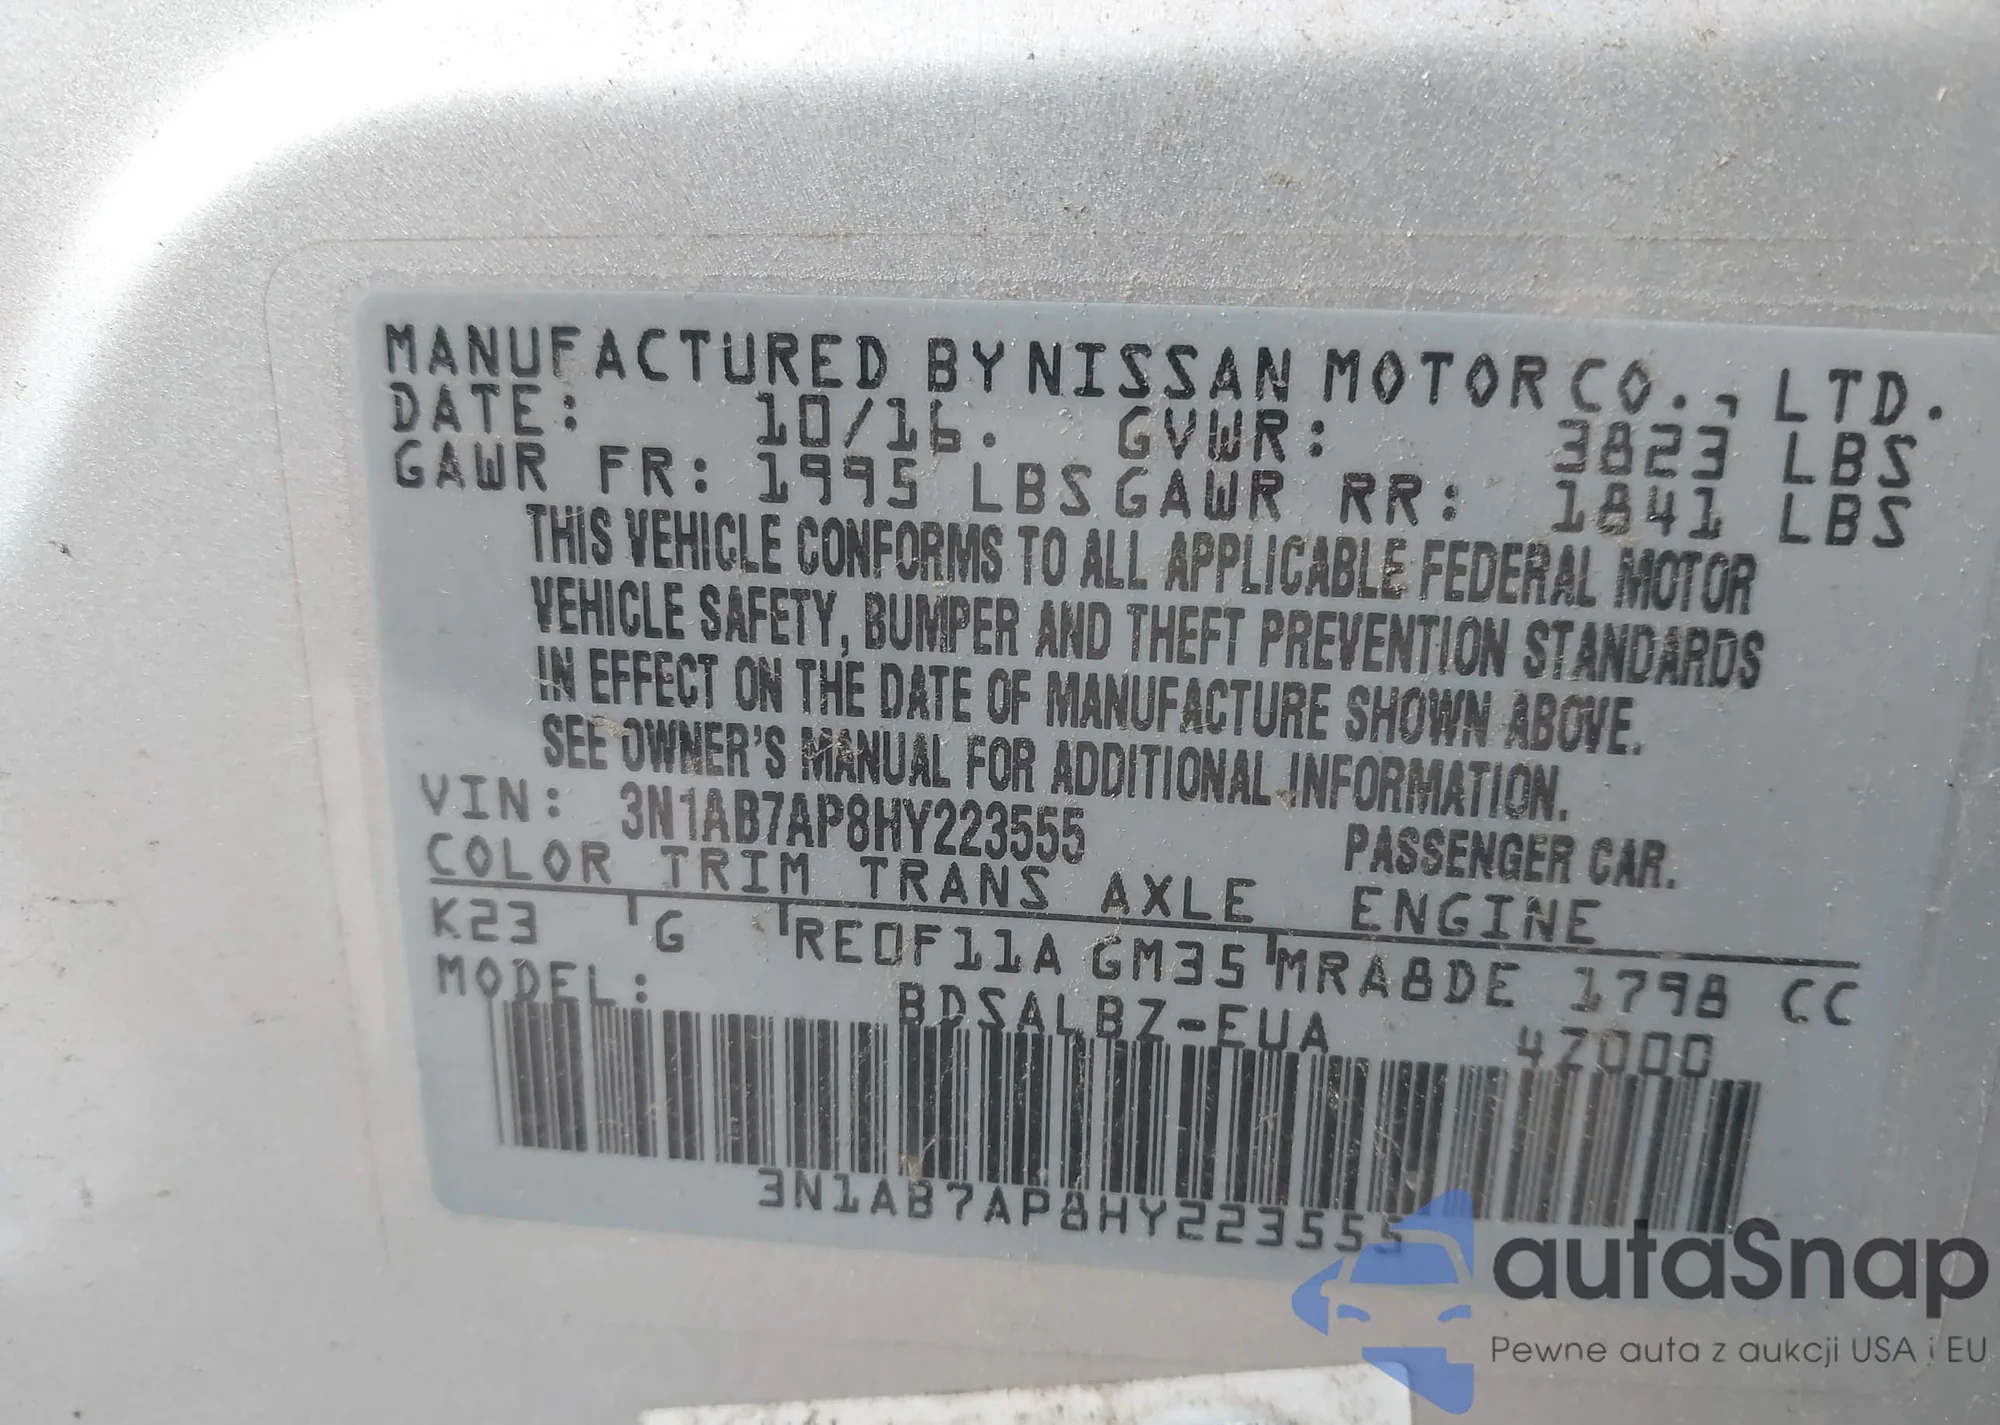 MANUFACTURED BY NISSAN MOTOR CO., LTD.
DATE: 10/16. GVWR: 3823 LBS
GAWR FR: 1995 LBS GAWR RR: 1841 LBS
THIS VEHICLE CONFORMS TO ALL APPLICABLE FEDERAL MOTOR
VEHICLE SAFETY, BUMPER AND THEFT PREVENTION STANDARDS
IN EFFECT ON THE DATE OF MANUFACTURE SHOWN ABOVE.
SEE OWNER'S MANUAL FOR ADDITIONAL INFORMATION.
VIN: 3N1AB7AP8HY223555 PASSENGER CAR.
COLOR TRIM TRANS AXLE ENGINE
K23 G RE0F11A GM35 MRA8DE 1798 CC
MODEL: BDSALBZ-EUA 4Z000
3N1AB7AP8HY223555
autaSnap
Pewne auta z aukcji USA i EU